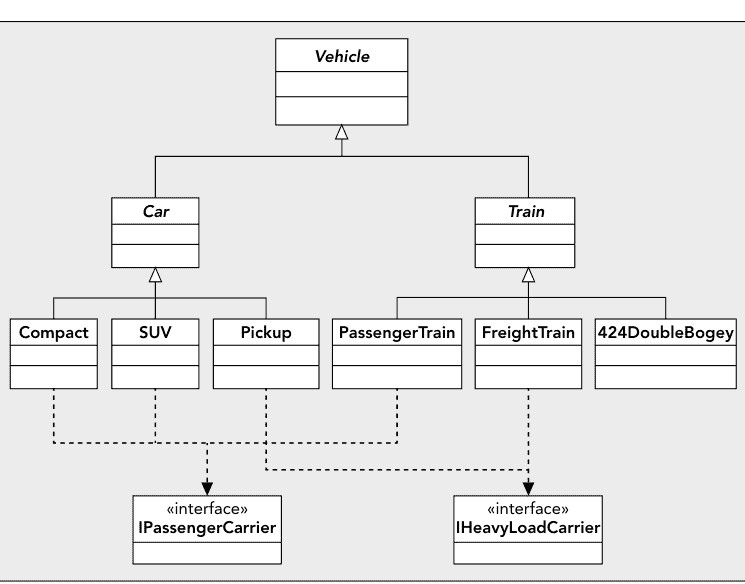 Vehicle
Car
Train
Compact
SUV
Pickup
PassengerTrain
FreightTrain
424DoubleBogey
«interface»
IPassengerCarrier
«interface»
IHeavyLoadCarrier